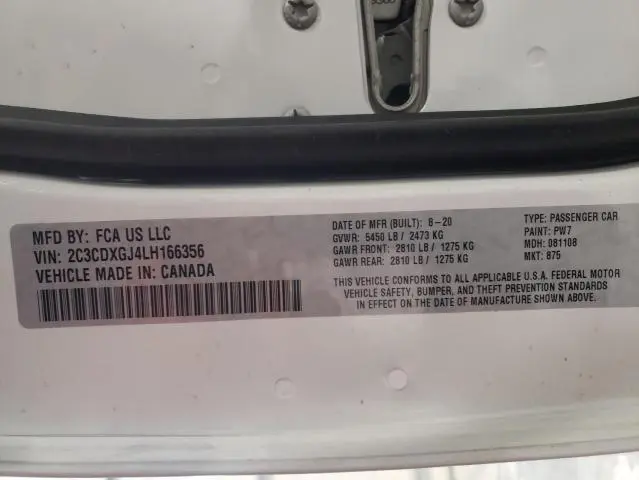 MFD BY: FCA US LLC
VIN: 2C3CDXGJ4LH166356
VEHICLE MADE IN: CANADA
DATE OF MFR (BUILT): 8-20
GVWR: 5450 LB / 2473 KG
GAWR FRONT: 2810 LB / 1275 KG
GAWR REAR: 2810 LB / 1275 KG
TYPE: PASSENGER CAR
PAINT: PW7
MDH: 081108
MKT: 875
THIS VEHICLE CONFORMS TO ALL APPLICABLE U.S.A. FEDERAL MOTOR
VEHICLE SAFETY, BUMPER, AND THEFT PREVENTION STANDARDS
IN EFFECT ON THE DATE OF MANUFACTURE SHOWN ABOVE.